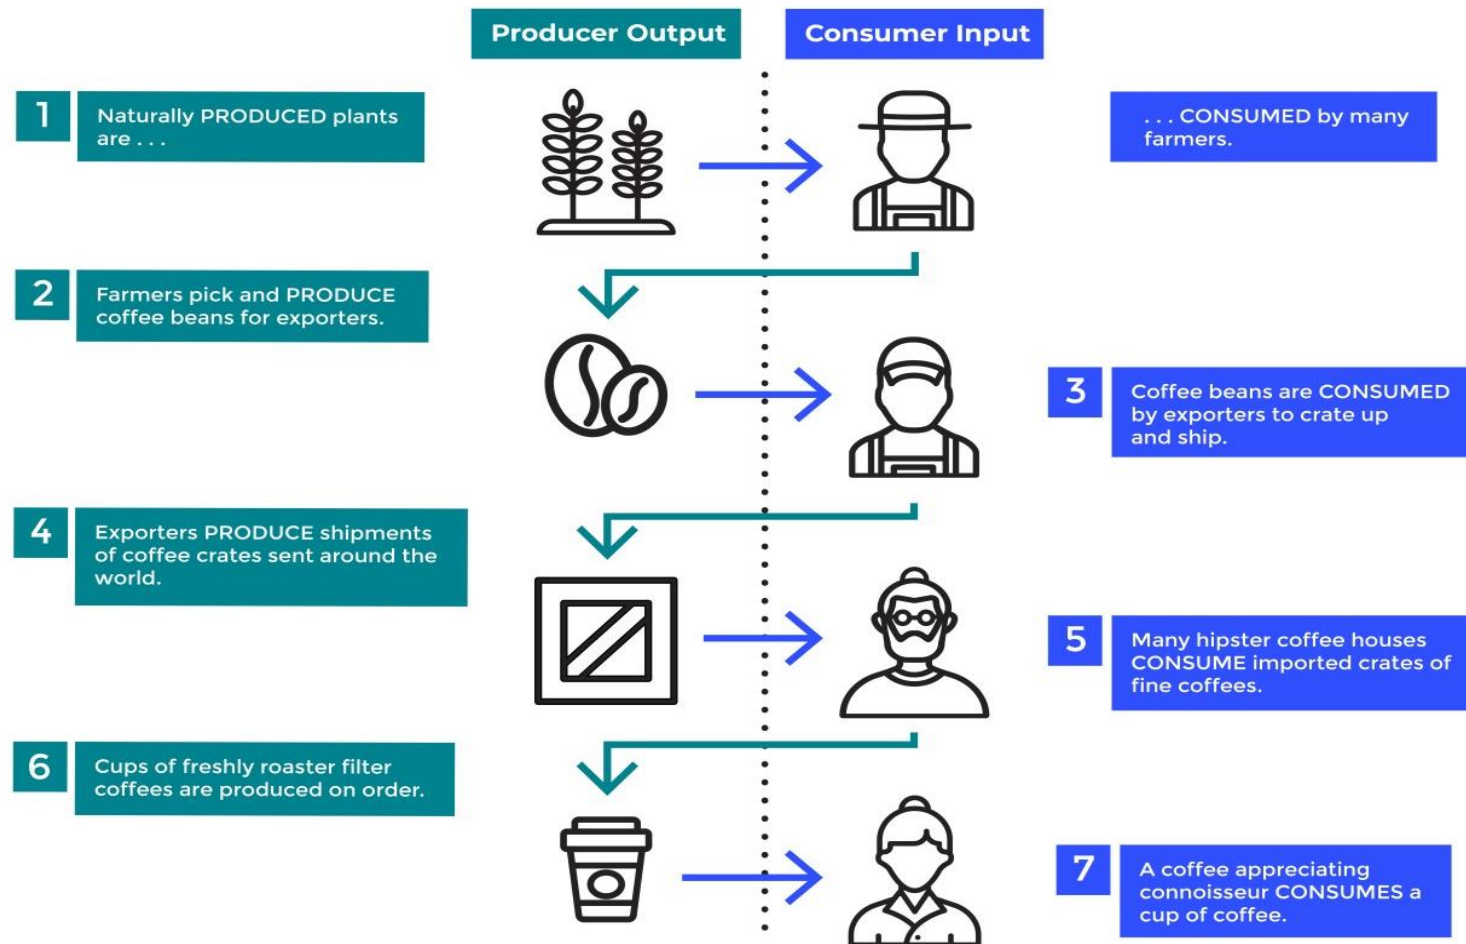 Producer Output
Consumer Input
1
Naturally PRODUCED plants
are . . .
. . . CONSUMED by many
farmers.
2
Farmers pick and PRODUCE
coffee beans for exporters.
3
Coffee beans are CONSUMED
by exporters to crate up
and ship.
4
Exporters PRODUCE shipments
of coffee crates sent around the
world.
5
Many hipster coffee houses
CONSUME imported crates of
fine coffees.
6
Cups of freshly roaster filter
coffees are produced on order.
7
A coffee appreciating
connoisseur CONSUMES a
cup of coffee.